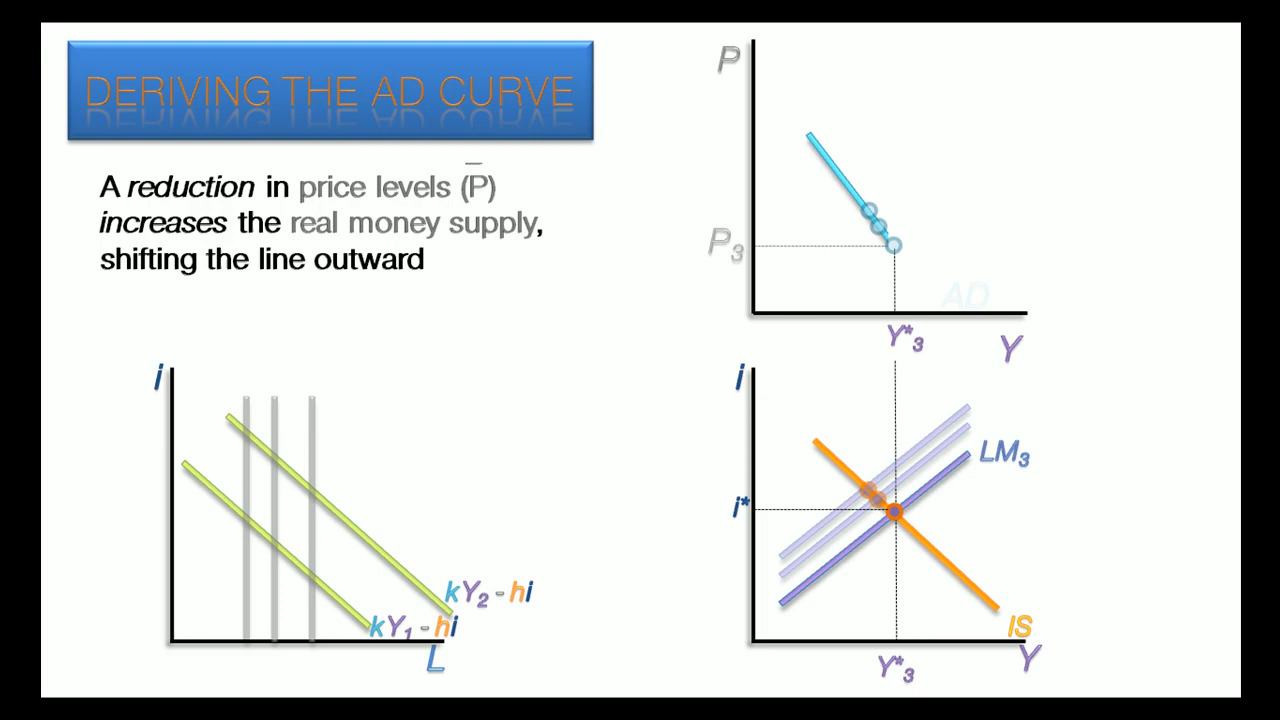 DERIVING THE AD CURVE
A reduction in price levels (P̅)
increases the real money supply,
shifting the line outward
P
P₃
AD
Y*₃
Y
i
kY₂ - hi
kY₁ - hi
L
i
LM₃
i*
IS
Y*₃
Y